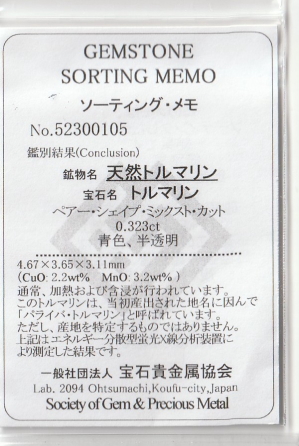 GEMSTONE
SORTING MEMO
ソーティング・メモ
No.52300105
鑑別結果(Conclusion)
鉱物名 天然トルマリン
宝石名 トルマリン
ペアー・シェイプ・ミックスト・カット
0.323ct
青色、半透明
4.67×3.65×3.11mm
(CuO: 2.2wt% MnO: 3.2wt% )
通常、加熱および含浸が行われています。
このトルマリンは、当初産出された地名に因んで
「パライバ・トルマリン」と呼ばれています。
ただし、産地を特定するものではありません。
上記はエネルギー分散型蛍光X線分析装置に
より測定した結果です。
一般社団法人 宝石貴金属協会
Lab. 2094 Ohtsumachi,Koufu-city,Japan
Society of Gem & Precious Metal